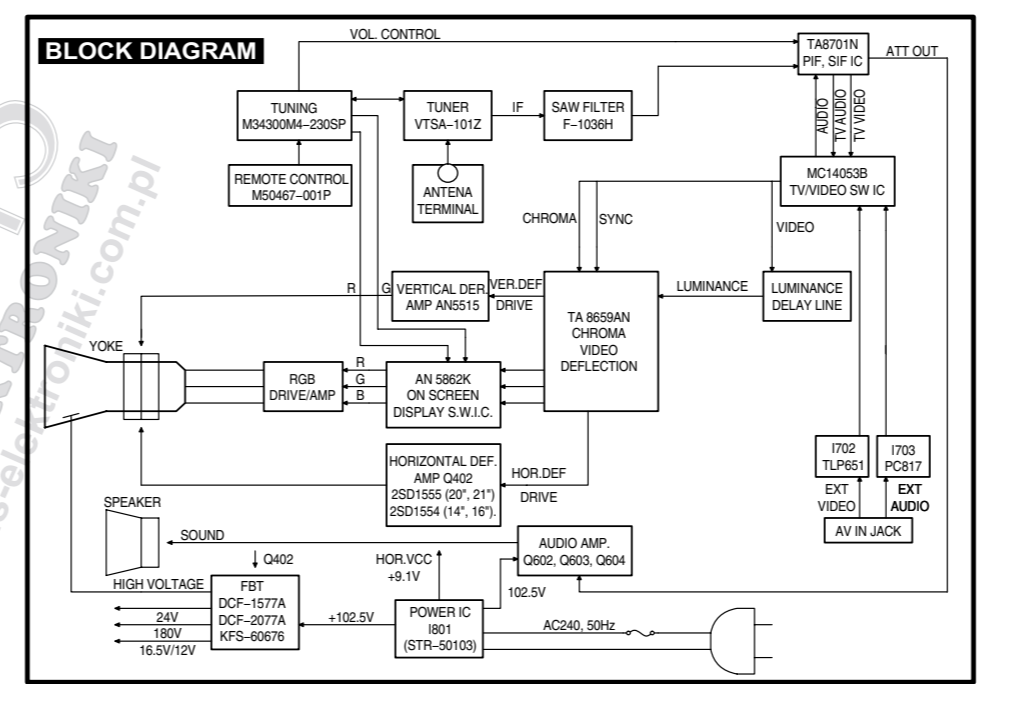 BLOCK DIAGRAM
VOL. CONTROL
TA8701N
PIF, SIF IC
ATT OUT
TUNING
M34300M4-230SP
TUNER
VTSA-101Z
IF
SAW FILTER
F-1036H
AUDIO
TV AUDIO
TV VIDEO
REMOTE CONTROL
M50467-001P
ANTENA
TERMINAL
MC14053B
TV/VIDEO SW IC
CHROMA
SYNC
VIDEO
R G
VERTICAL DER.
AMP AN5515
VER.DEF
DRIVE
TA 8659AN
CHROMA
VIDEO
DEFLECTION
LUMINANCE
LUMINANCE
DELAY LINE
YOKE
RGB
DRIVE/AMP
R
G
B
AN 5862K
ON SCREEN
DISPLAY S.W.I.C.
HORIZONTAL DEF.
AMP Q402
2SD1555 (20", 21")
2SD1554 (14", 16").
HOR.DEF
DRIVE
I702
TLP651
I703
PC817
EXT
VIDEO
EXT
AUDIO
AV IN JACK
SPEAKER
SOUND
AUDIO AMP.
Q602, Q603, Q604
Q402
HOR.VCC
+9.1V
102.5V
HIGH VOLTAGE
FBT
DCF-1577A
DCF-2077A
KFS-60676
24V
180V
16.5V/12V
+102.5V
POWER IC
I801
(STR-50103)
AC240, 50Hz